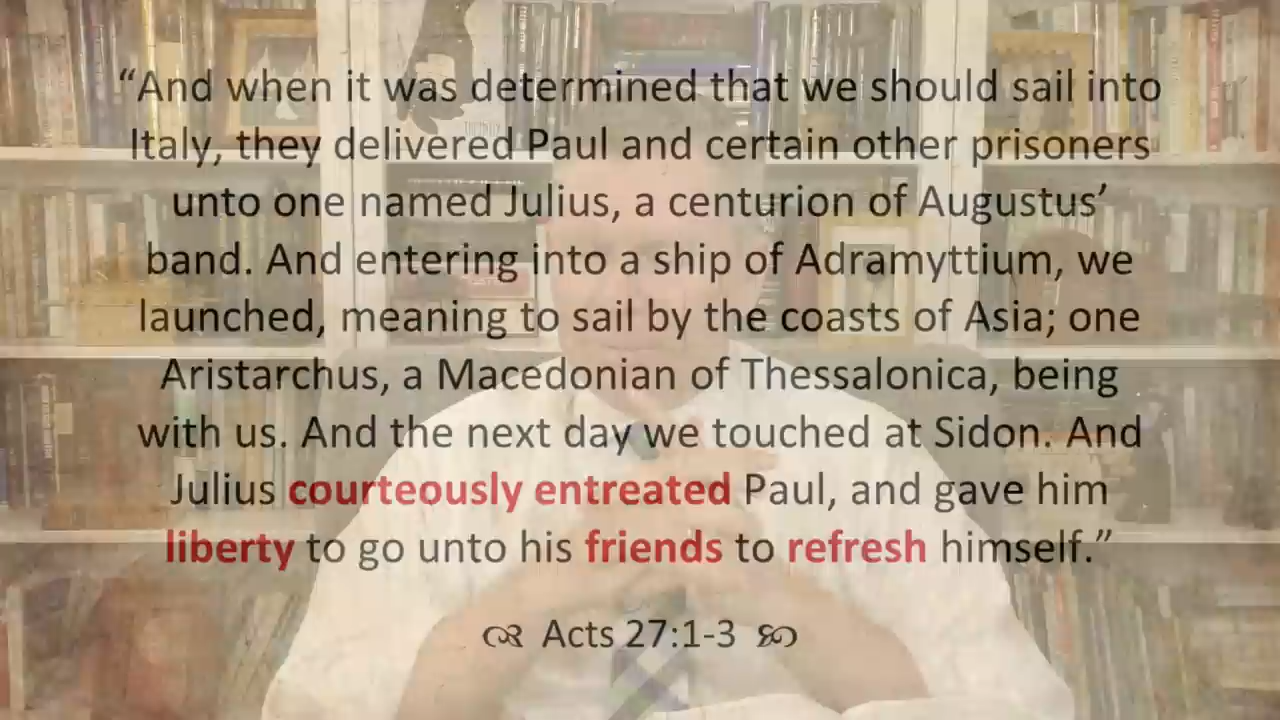 “And when it was determined that we should sail into
Italy, they delivered Paul and certain other prisoners
unto one named Julius, a centurion of Augustus’
band. And entering into a ship of Adramyttium, we
launched, meaning to sail by the coasts of Asia; one
Aristarchus, a Macedonian of Thessalonica, being
with us. And the next day we touched at Sidon. And
Julius courteously entreated Paul, and gave him
liberty to go unto his friends to refresh himself.”
Acts 27:1-3